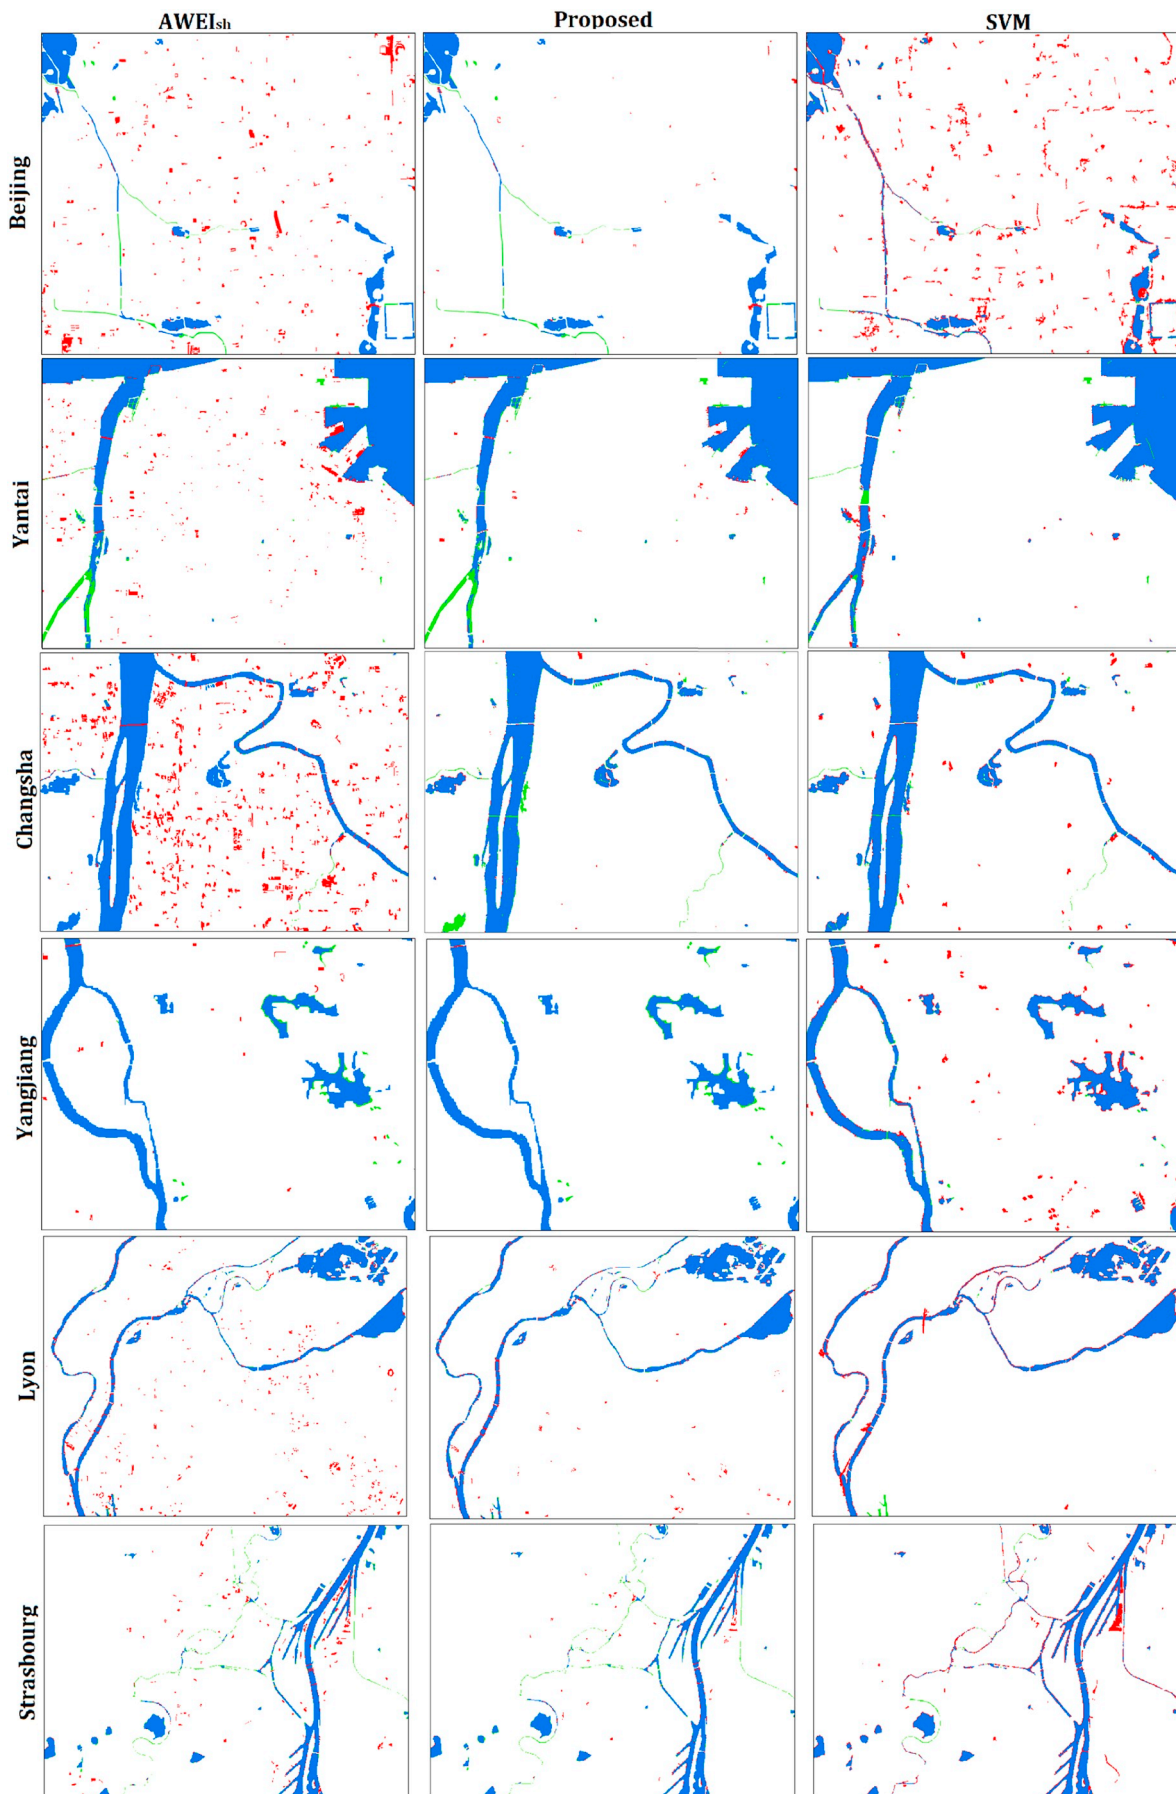 AWEIsh Proposed SVM
Beijing
Yantai
Changsha
Yangjiang
Lyon
Strasbourg